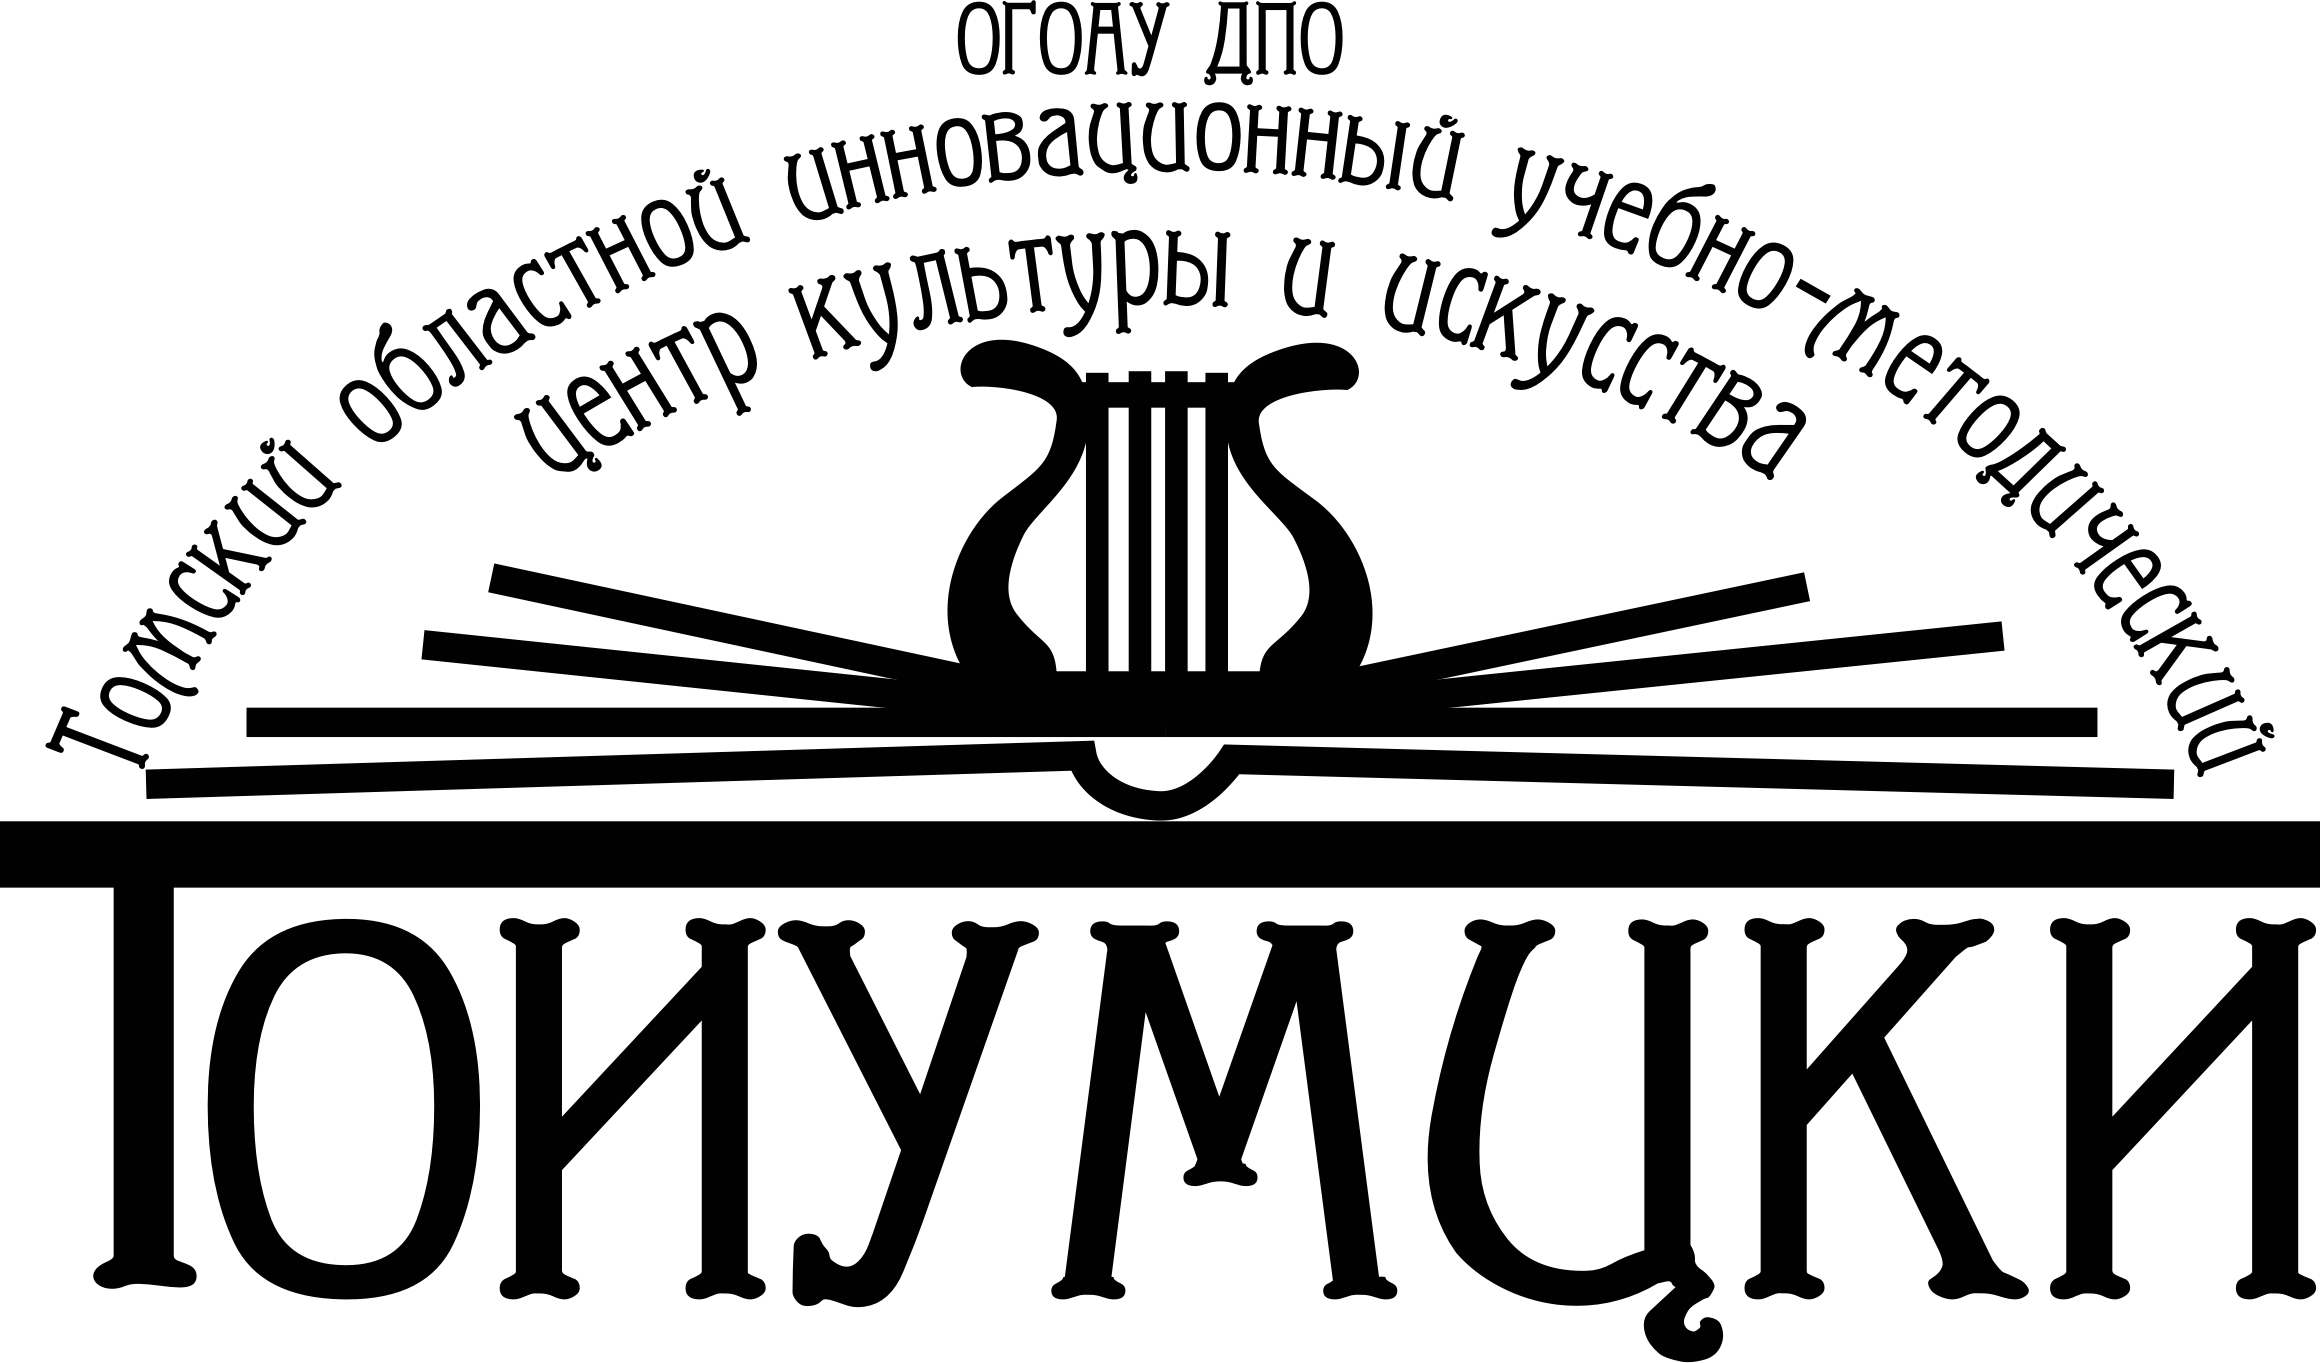 ОГОАУ ДПО
Томский областной инновационный учебно-методический
центр культуры и искусства
ТОИУМЦКИ